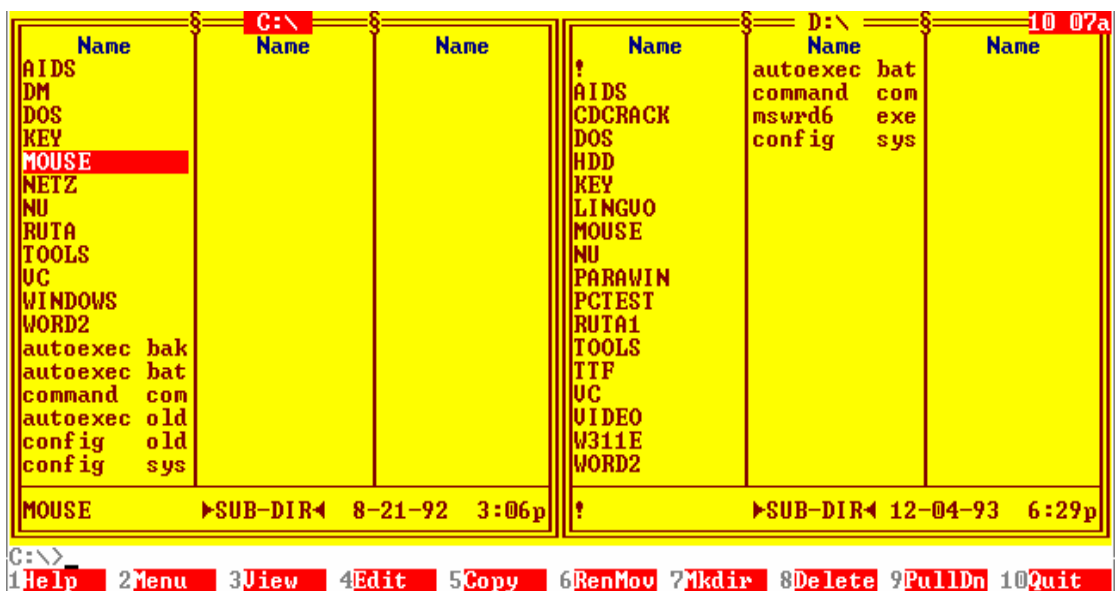 C:\ D:\ 10 07a
Name Name Name Name Name Name
AIDS ! autoexec bat
DM AIDS command com
DOS CDCRACK mswrd6 exe
KEY DOS config sys
MOUSE HDD
NETZ KEY
NU LINGVO
RUTA MOUSE
TOOLS NU
VC PARAWIN
WINDOWS PCTEST
WORD2 RUTA1
autoexec bak TOOLS
autoexec bat TTF
command com VC
autoexec old VIDEO
config old W311E
config sys WORD2
MOUSE ►SUB-DIR◄ 8-21-92 3:06p ! ►SUB-DIR◄ 12-04-93 6:29p
C:\>_
1Help 2Menu 3View 4Edit 5Copy 6RenMov 7Mkdir 8Delete 9PullDn 10Quit